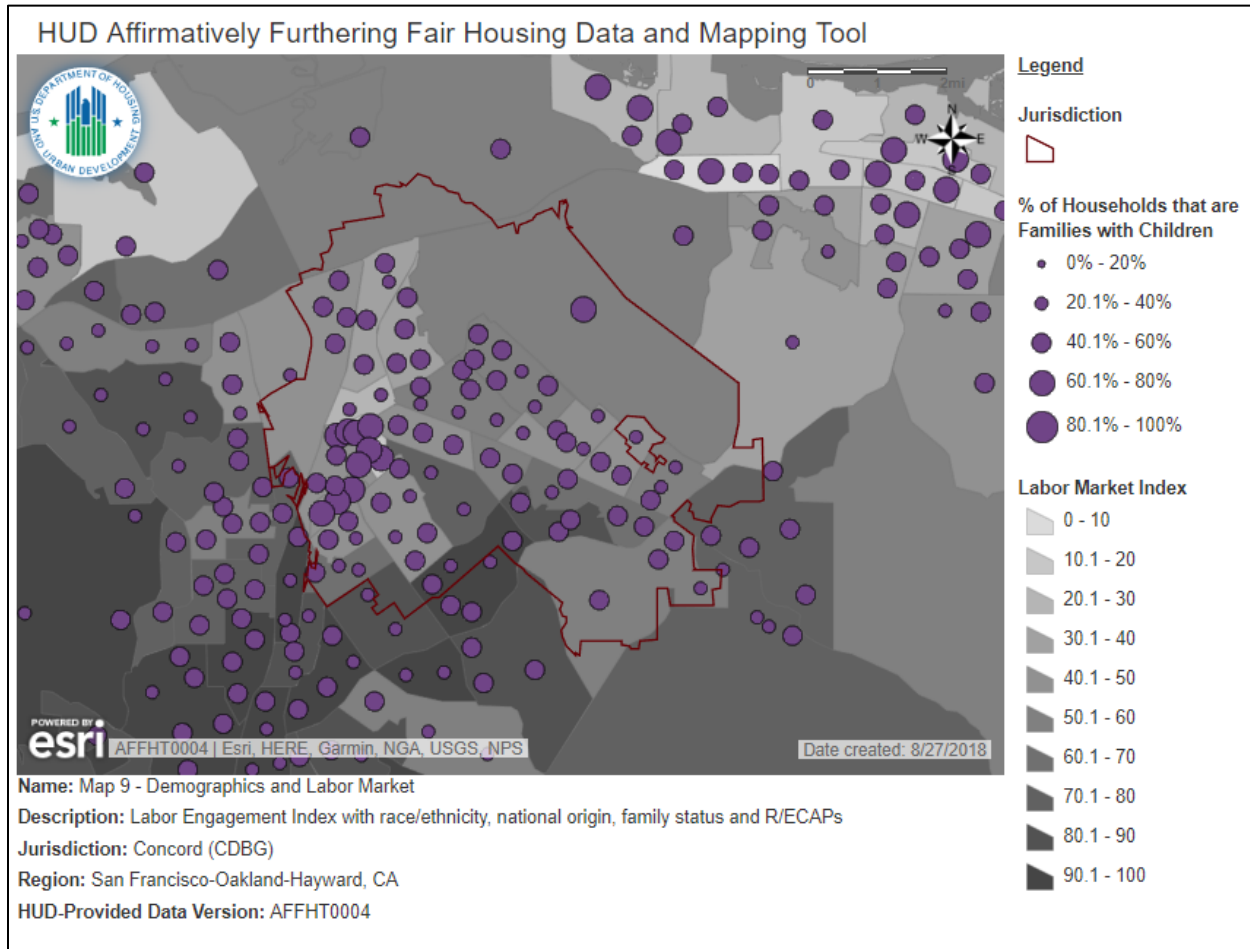 HUD Affirmatively Furthering Fair Housing Data and Mapping Tool
U.S. DEPARTMENT OF HOUSING
AND URBAN DEVELOPMENT
0 1 2mi
N
W E
S
POWERED BY
esri
AFFHT0004 | Esri, HERE, Garmin, NGA, USGS, NPS
Date created: 8/27/2018
Legend
Jurisdiction
% of Households that are
Families with Children
0% - 20%
20.1% - 40%
40.1% - 60%
60.1% - 80%
80.1% - 100%
Labor Market Index
0 - 10
10.1 - 20
20.1 - 30
30.1 - 40
40.1 - 50
50.1 - 60
60.1 - 70
70.1 - 80
80.1 - 90
90.1 - 100
Name: Map 9 - Demographics and Labor Market
Description: Labor Engagement Index with race/ethnicity, national origin, family status and R/ECAPs
Jurisdiction: Concord (CDBG)
Region: San Francisco-Oakland-Hayward, CA
HUD-Provided Data Version: AFFHT0004